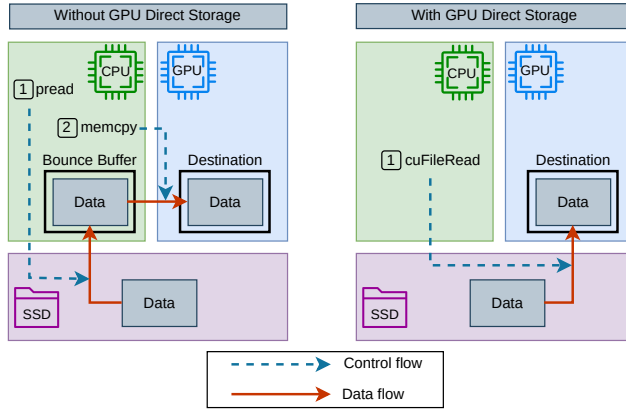 Without GPU Direct Storage
CPU
GPU
1 pread
2 memcpy
Bounce Buffer
Destination
Data
Data
SSD
Data
With GPU Direct Storage
CPU
GPU
1 cuFileRead
Destination
Data
SSD
Data
Control flow
Data flow